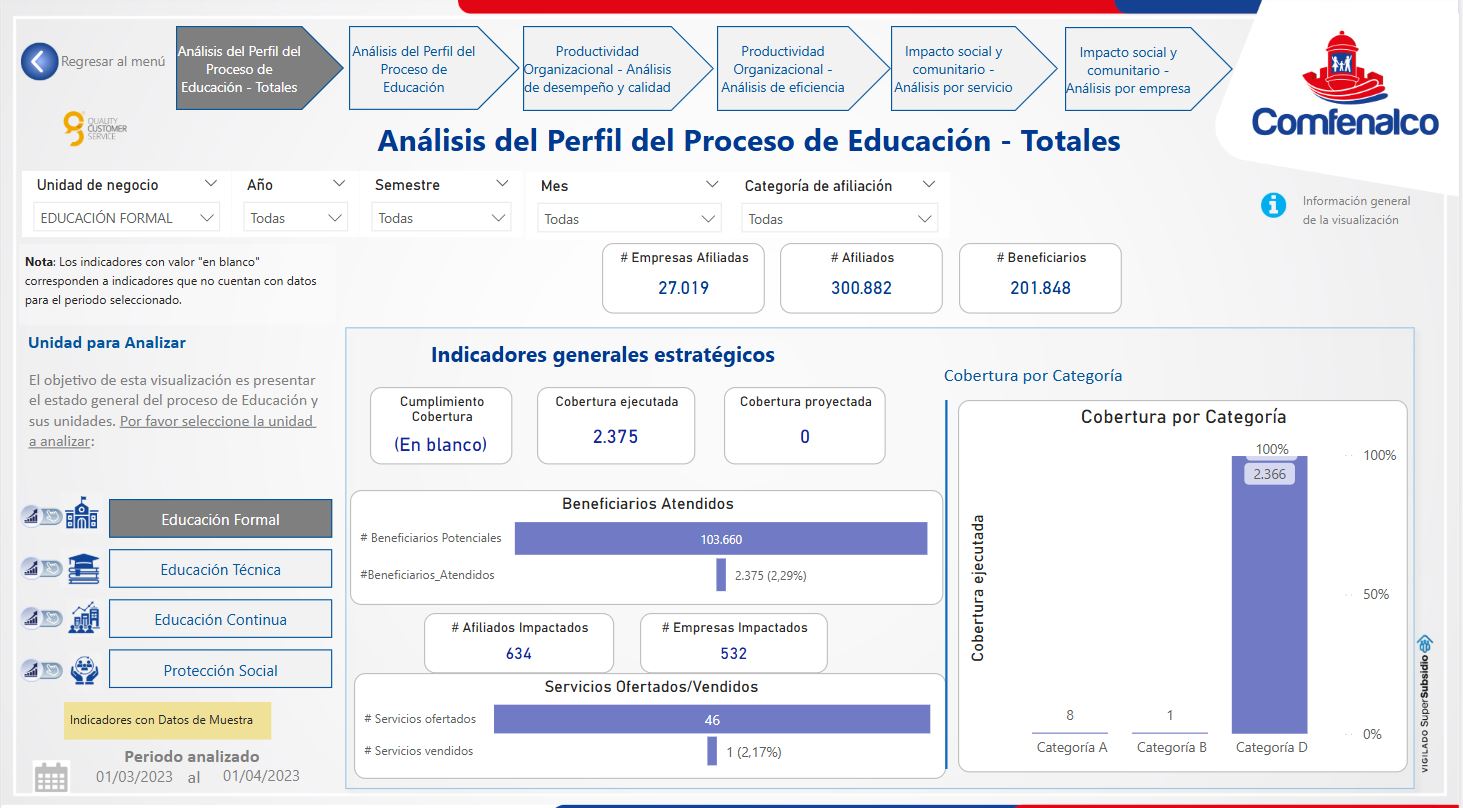 Regresar al menú
Análisis del Perfil del
Proceso de
Educación - Totales
Análisis del Perfil del
Proceso de
Educación
Productividad
Organizacional - Análisis
de desempeño y calidad
Productividad
Organizacional -
Análisis de eficiencia
Impacto social y
comunitario -
Análisis por servicio
Impacto social y
comunitario -
Análisis por empresa
Comfenalco
QUALITY
CUSTOMER
SERVICE
Análisis del Perfil del Proceso de Educación - Totales
Unidad de negocio
EDUCACIÓN FORMAL
Año
Todas
Semestre
Todas
Mes
Todas
Categoría de afiliación
Todas
Información general
de la visualización
Nota: Los indicadores con valor "en blanco"
corresponden a indicadores que no cuentan con datos
para el periodo seleccionado.
# Empresas Afiliadas
27.019
# Afiliados
300.882
# Beneficiarios
201.848
Unidad para Analizar
El objetivo de esta visualización es presentar
el estado general del proceso de Educación y
sus unidades. Por favor seleccione la unidad
a analizar:
Educación Formal
Educación Técnica
Educación Continua
Protección Social
Indicadores con Datos de Muestra
Periodo analizado
01/03/2023 al 01/04/2023
Indicadores generales estratégicos
Cumplimiento
Cobertura
(En blanco)
Cobertura ejecutada
2.375
Cobertura proyectada
0
Beneficiarios Atendidos
# Beneficiarios Potenciales
103.660
#Beneficiarios_Atendidos
2.375 (2,29%)
# Afiliados Impactados
634
# Empresas Impactados
532
Servicios Ofertados/Vendidos
# Servicios ofertados
46
# Servicios vendidos
1 (2,17%)
Cobertura por Categoría
Cobertura por Categoría
Cobertura ejecutada
100%
2.366
8
1
Categoría A
Categoría B
Categoría D
100%
50%
0%
VIGILADO SuperSubsidio